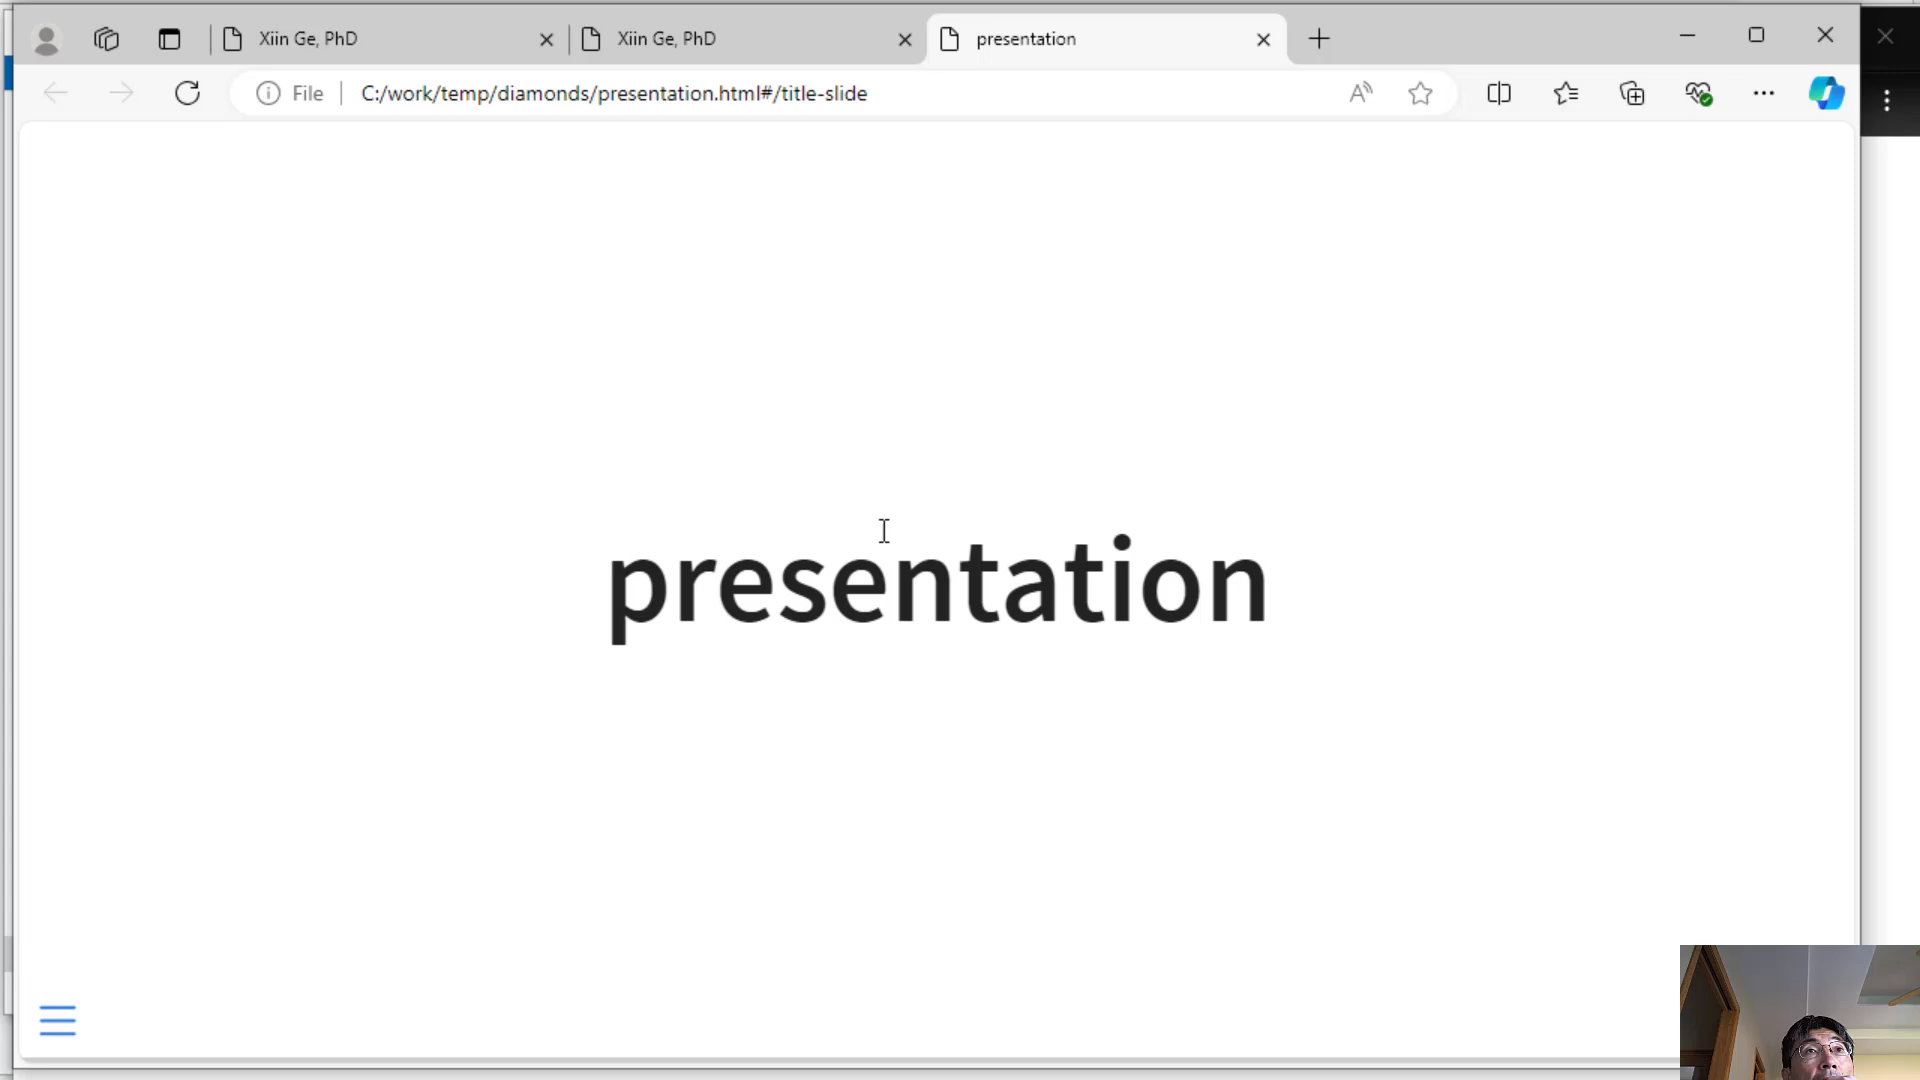 Xiin Ge, PhD
Xiin Ge, PhD
presentation
File
C:/work/temp/diamonds/presentation.html#/title-slide
presentation